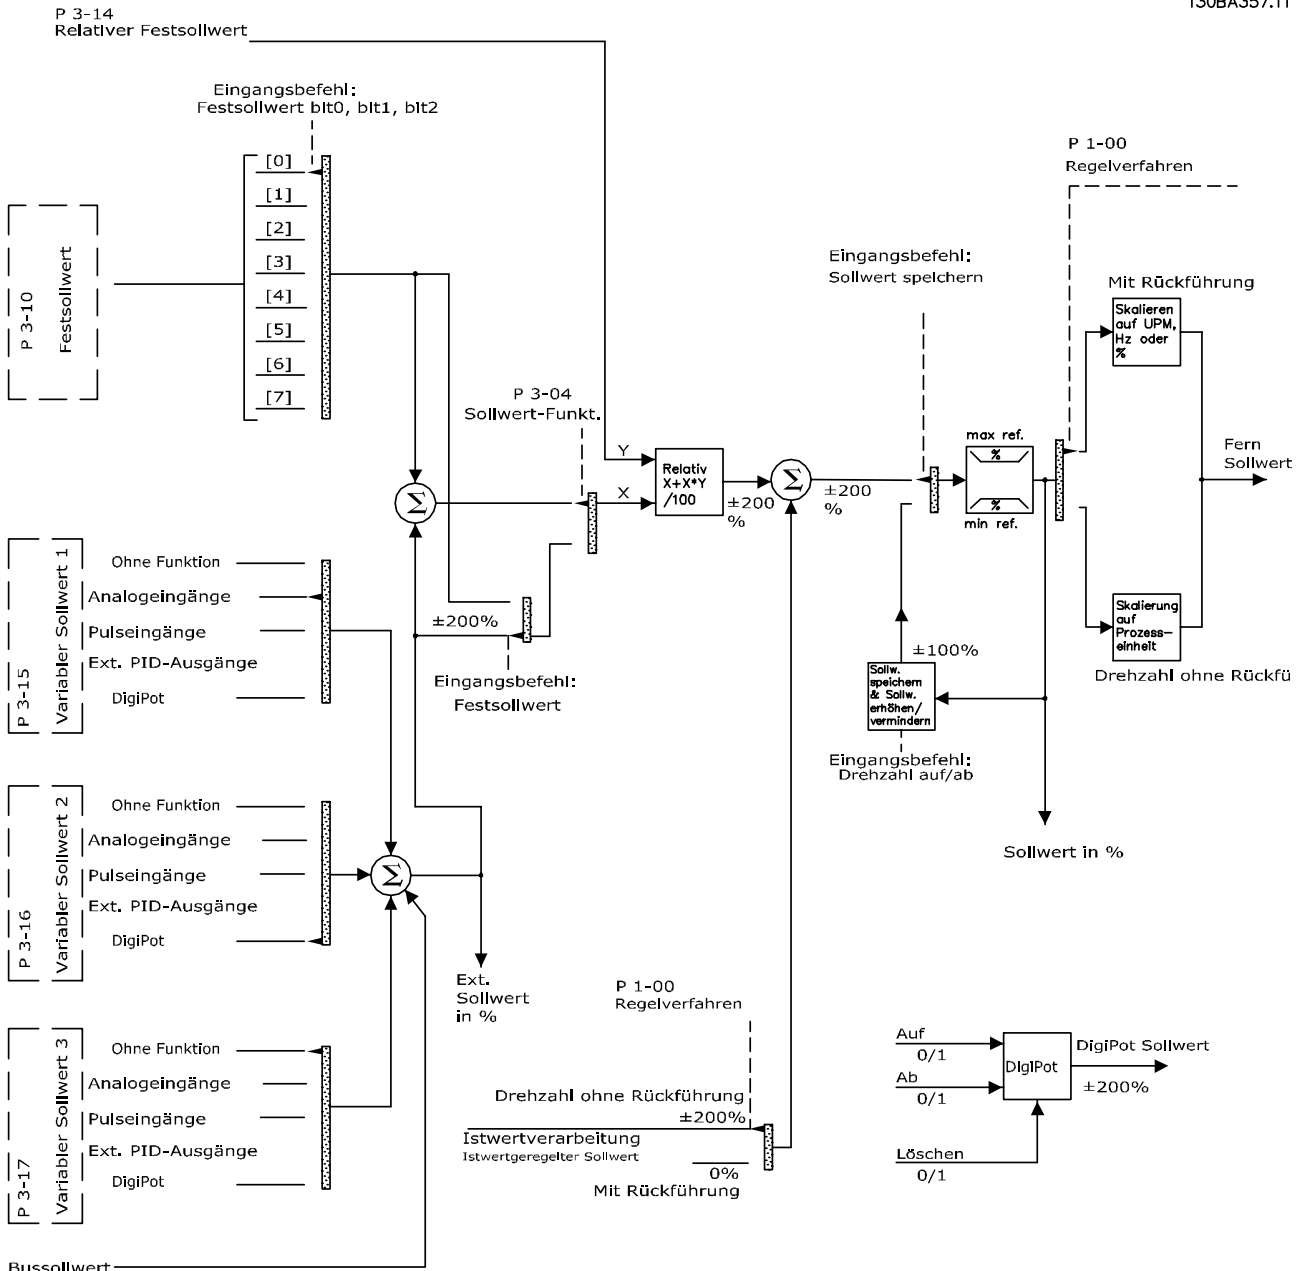 P 3-14
Relativer Festsollwert
Eingangsbefehl:
Festsollwert bit0, bit1, bit2
[0]
[1]
[2]
[3]
[4]
[5]
[6]
[7]
P 3-10
Festsollwert
P 1-00
Regelverfahren
Eingangsbefehl:
Sollwert speichern
Mit Rückführung
Skalieren
auf UPM,
Hz oder
%
P 3-04
Sollwert-Funkt.
Y
X
Relativ
X+X*Y
/100
±200
%
Σ
±200
%
max ref.
%
%
min ref.
Fern
Sollwert
Σ
P 3-15
Variabler Sollwert 1
Ohne Funktion
Analogeingänge
Pulseingänge
Ext. PID-Ausgänge
DigiPot
±200%
Eingangsbefehl:
Festsollwert
±100%
Sollw.
speichern
& Sollw.
erhöhen/
vermindern
Eingangsbefehl:
Drehzahl auf/ab
Skalierung
auf
Prozess-
einheit
Drehzahl ohne Rückfü
Sollwert in %
P 3-16
Variabler Sollwert 2
Ohne Funktion
Analogeingänge
Pulseingänge
Ext. PID-Ausgänge
DigiPot
Σ
Ext.
Sollwert
in %
P 3-17
Variabler Sollwert 3
Ohne Funktion
Analogeingänge
Pulseingänge
Ext. PID-Ausgänge
DigiPot
P 1-00
Regelverfahren
Drehzahl ohne Rückführung
±200%
Istwertverarbeitung
Istwertgeregelter Sollwert
0%
Mit Rückführung
Auf
0/1
Ab
0/1
Löschen
0/1
DigiPot
DigiPot Sollwert
±200%
Bussollwert